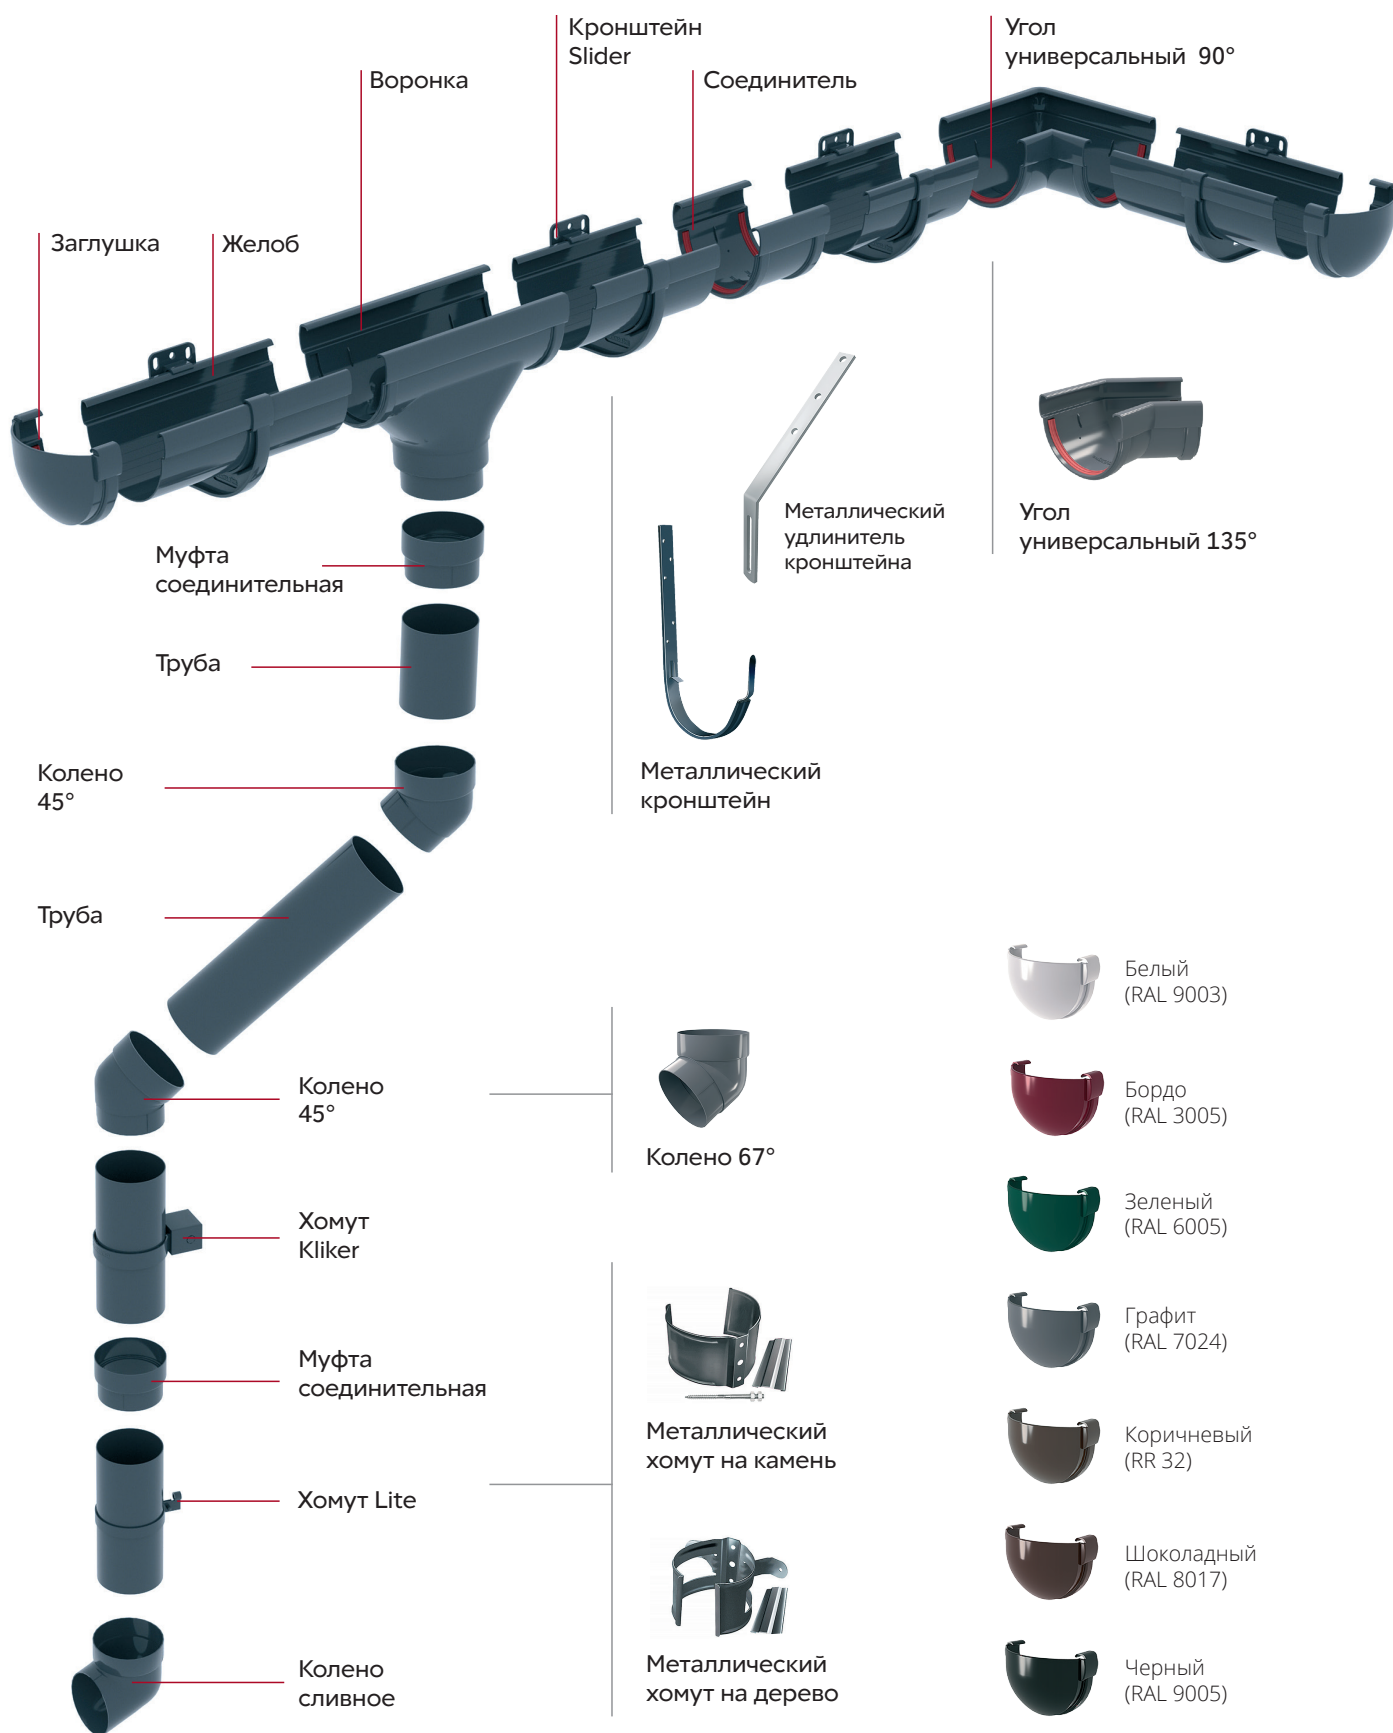 Кронштейн
Slider
Угол
универсальный 90°
Воронка
Соединитель
Заглушка
Желоб
Металлический
удлинитель
кронштейна
Угол
универсальный 135°
Муфта
соединительная
Труба
Металлический
кронштейн
Колено
45°
Труба
Белый
(RAL 9003)
Колено
45°
Колено 67°
Бордо
(RAL 3005)
Хомут
Kliker
Зеленый
(RAL 6005)
Муфта
соединительная
Металлический
хомут на камень
Графит
(RAL 7024)
Коричневый
(RR 32)
Хомут Lite
Шоколадный
(RAL 8017)
Колено
сливное
Металлический
хомут на дерево
Черный
(RAL 9005)